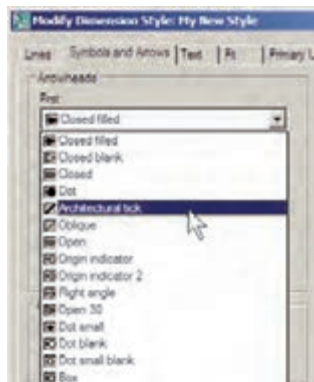 Modify Dimension Style: My New Style
Lines Symbols and Arrows Text Fit Primary U
Arrowheads
First:
Closed filled
Closed filled
Closed blank
Closed
Dot
Architectural tick
Oblique
Open
Origin indicator
Origin indicator 2
Right angle
Open 30
Dot small
Dot blank
Dot small blank
Box